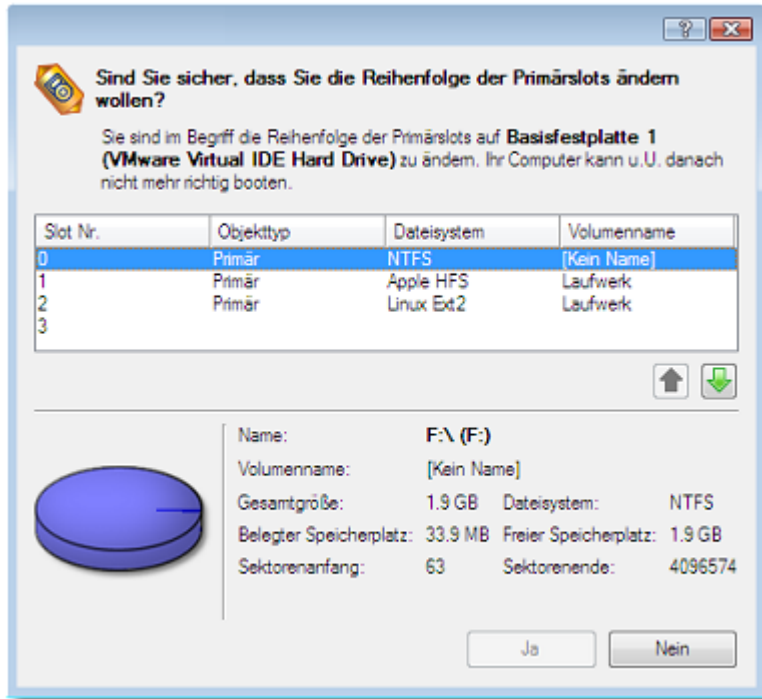 Sind Sie sicher, dass Sie die Reihenfolge der Primärslots ändern
wollen?
Sie sind im Begriff die Reihenfolge der Primärslots auf Basisfestplatte 1
(VMware Virtual IDE Hard Drive) zu ändern. Ihr Computer kann u.U. danach
nicht mehr richtig booten.
Slot Nr. Objekttyp Dateisystem Volumenname
0 Primär NTFS [Kein Name]
1 Primär Apple HFS Laufwerk
2 Primär Linux Ext2 Laufwerk
3
Name: F:\ (F:)
Volumenname: [Kein Name]
Gesamtgröße: 1.9 GB Dateisystem: NTFS
Belegter Speicherplatz: 33.9 MB Freier Speicherplatz: 1.9 GB
Sektorenanfang: 63 Sektorenende: 4096574
Ja Nein